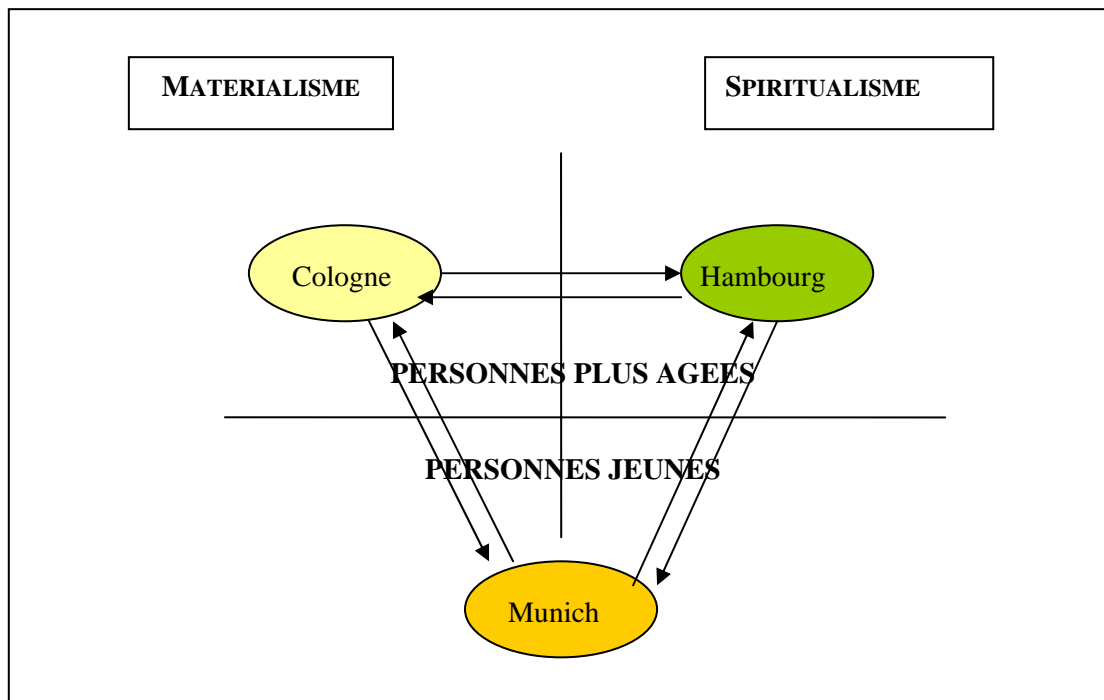 MATERIALISME
SPIRITUALISME
Cologne
Hambourg
PERSONNES PLUS AGEES
PERSONNES JEUNES
Munich